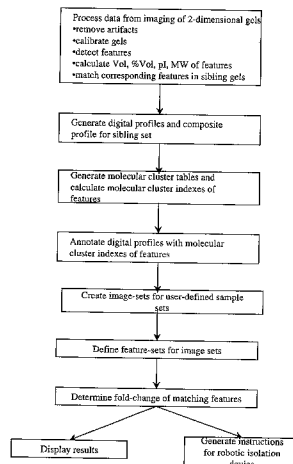 Process data from imaging of 2-dimensional gels
•remove artifacts
•calibrate gels
•detect features
•calculate Vol, %Vol, pI, MW of features
•match corresponding features in sibling gels
Generate digital profiles and composite
profile for sibling set
Generate molecular cluster tables and
calculate molecular cluster indexes of
features
Annotate digital profiles with molecular
cluster indexes of features
Create image-sets for user-defined sample
sets
Define feature-sets for image sets
Determine fold-change of matching features
Display results
Generate instructions
for robotic isolation
device